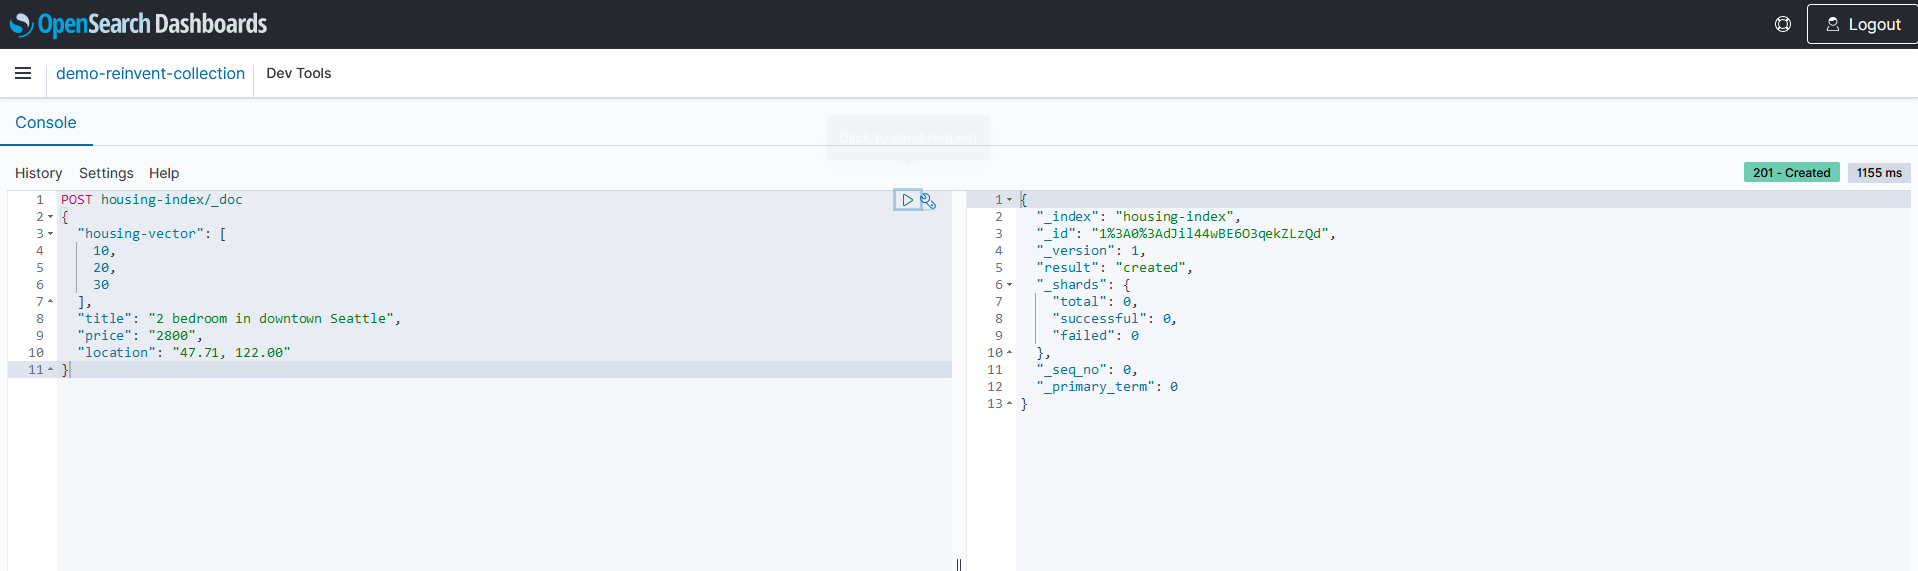 OpenSearch Dashboards
Logout
demo-reinvent-collection
Dev Tools
Console
Click to send request
History Settings Help
201 - Created
1155 ms
1 POST housing-index/_doc
2 {
3 "housing-vector": [
4 10,
5 20,
6 30
7 ],
8 "title": "2 bedroom in downtown Seattle",
9 "price": "2800",
10 "location": "47.71, 122.00"
11 }
1 {
2 "_index": "housing-index",
3 "_id": "1%3A0%3AdJil44wBE6O3qekZLzQd",
4 "_version": 1,
5 "result": "created",
6 "_shards": {
7 "total": 0,
8 "successful": 0,
9 "failed": 0
10 },
11 "_seq_no": 0,
12 "_primary_term": 0
13 }